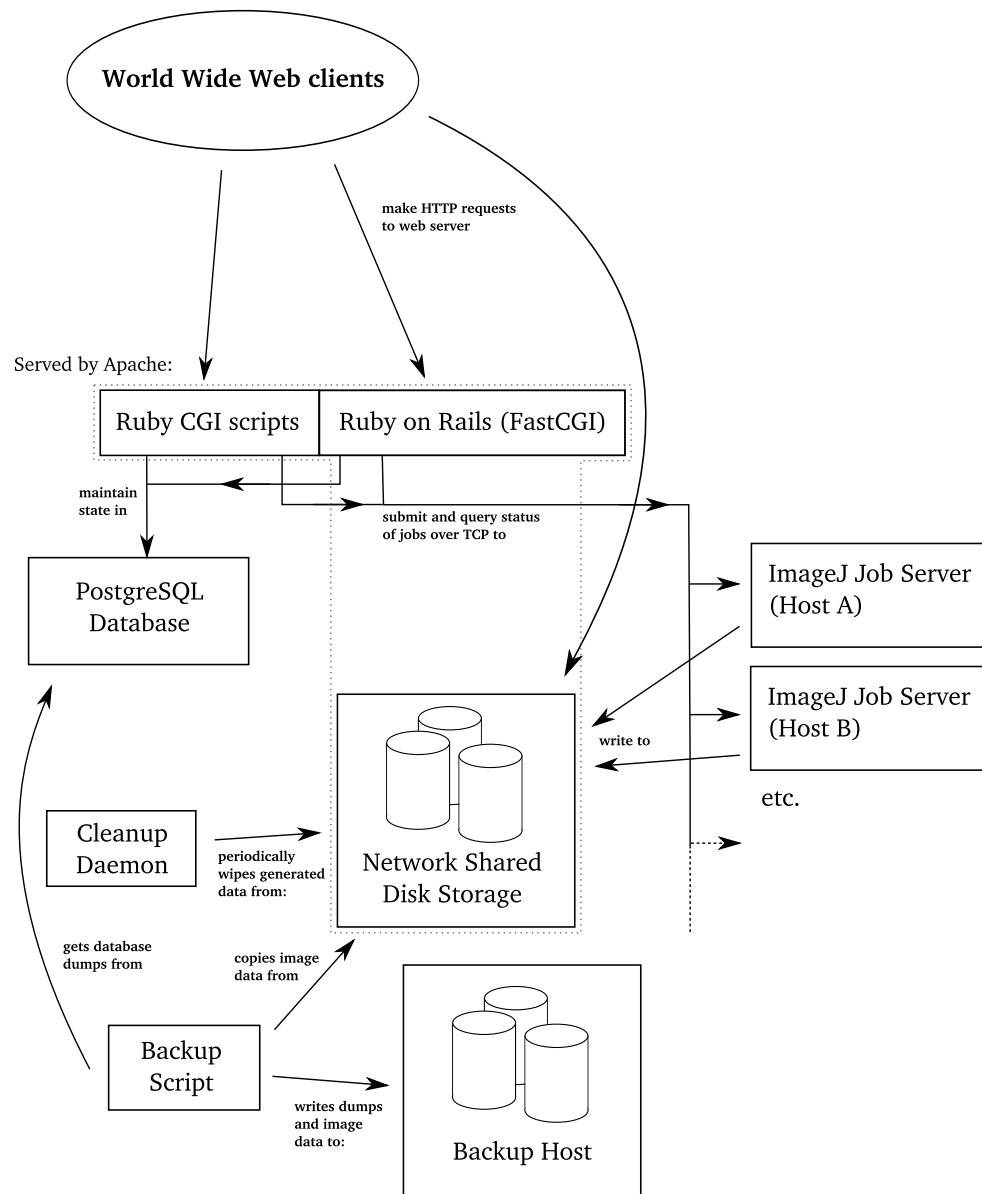 World Wide Web clients
make HTTP requests
to web server
Served by Apache:
Ruby CGI scripts
Ruby on Rails (FastCGI)
maintain
state in
submit and query status
of jobs over TCP to
PostgreSQL
Database
ImageJ Job Server
(Host A)
ImageJ Job Server
(Host B)
write to
etc.
Cleanup
Daemon
periodically
wipes generated
data from:
Network Shared
Disk Storage
gets database
dumps from
copies image
data from
Backup
Script
writes dumps
and image
data to:
Backup Host